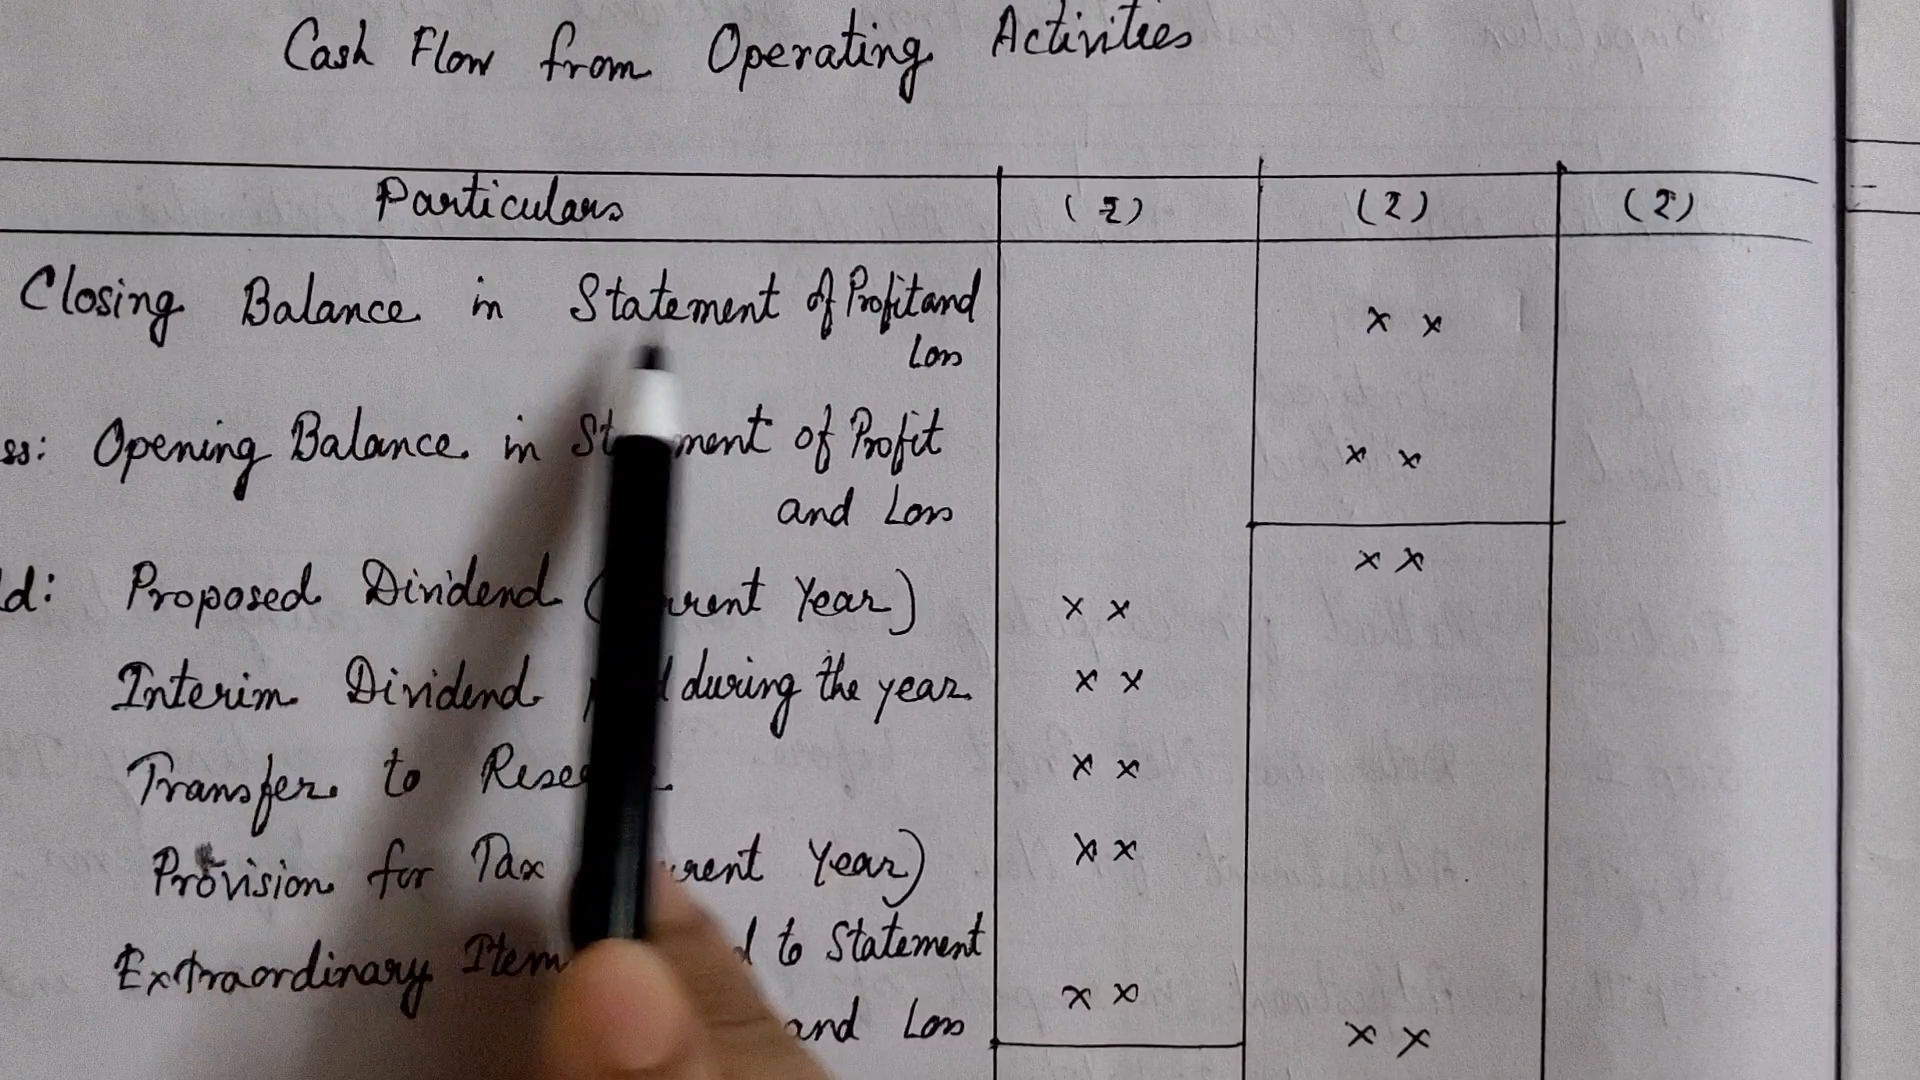 Cash Flow from Operating Activities
Particulars (₹) (₹) (₹)
Closing Balance in Statement of Profit and x x
Loss
ss: Opening Balance in St ment of Profit x x
and Loss
x x
d: Proposed Dividend ( rrent Year) x x
Interim Dividend during the year x x
Transfer to Rese x x
Provision for Tax rrent Year) x x
Extraordinary Item d to Statement
x x
and Loss x x